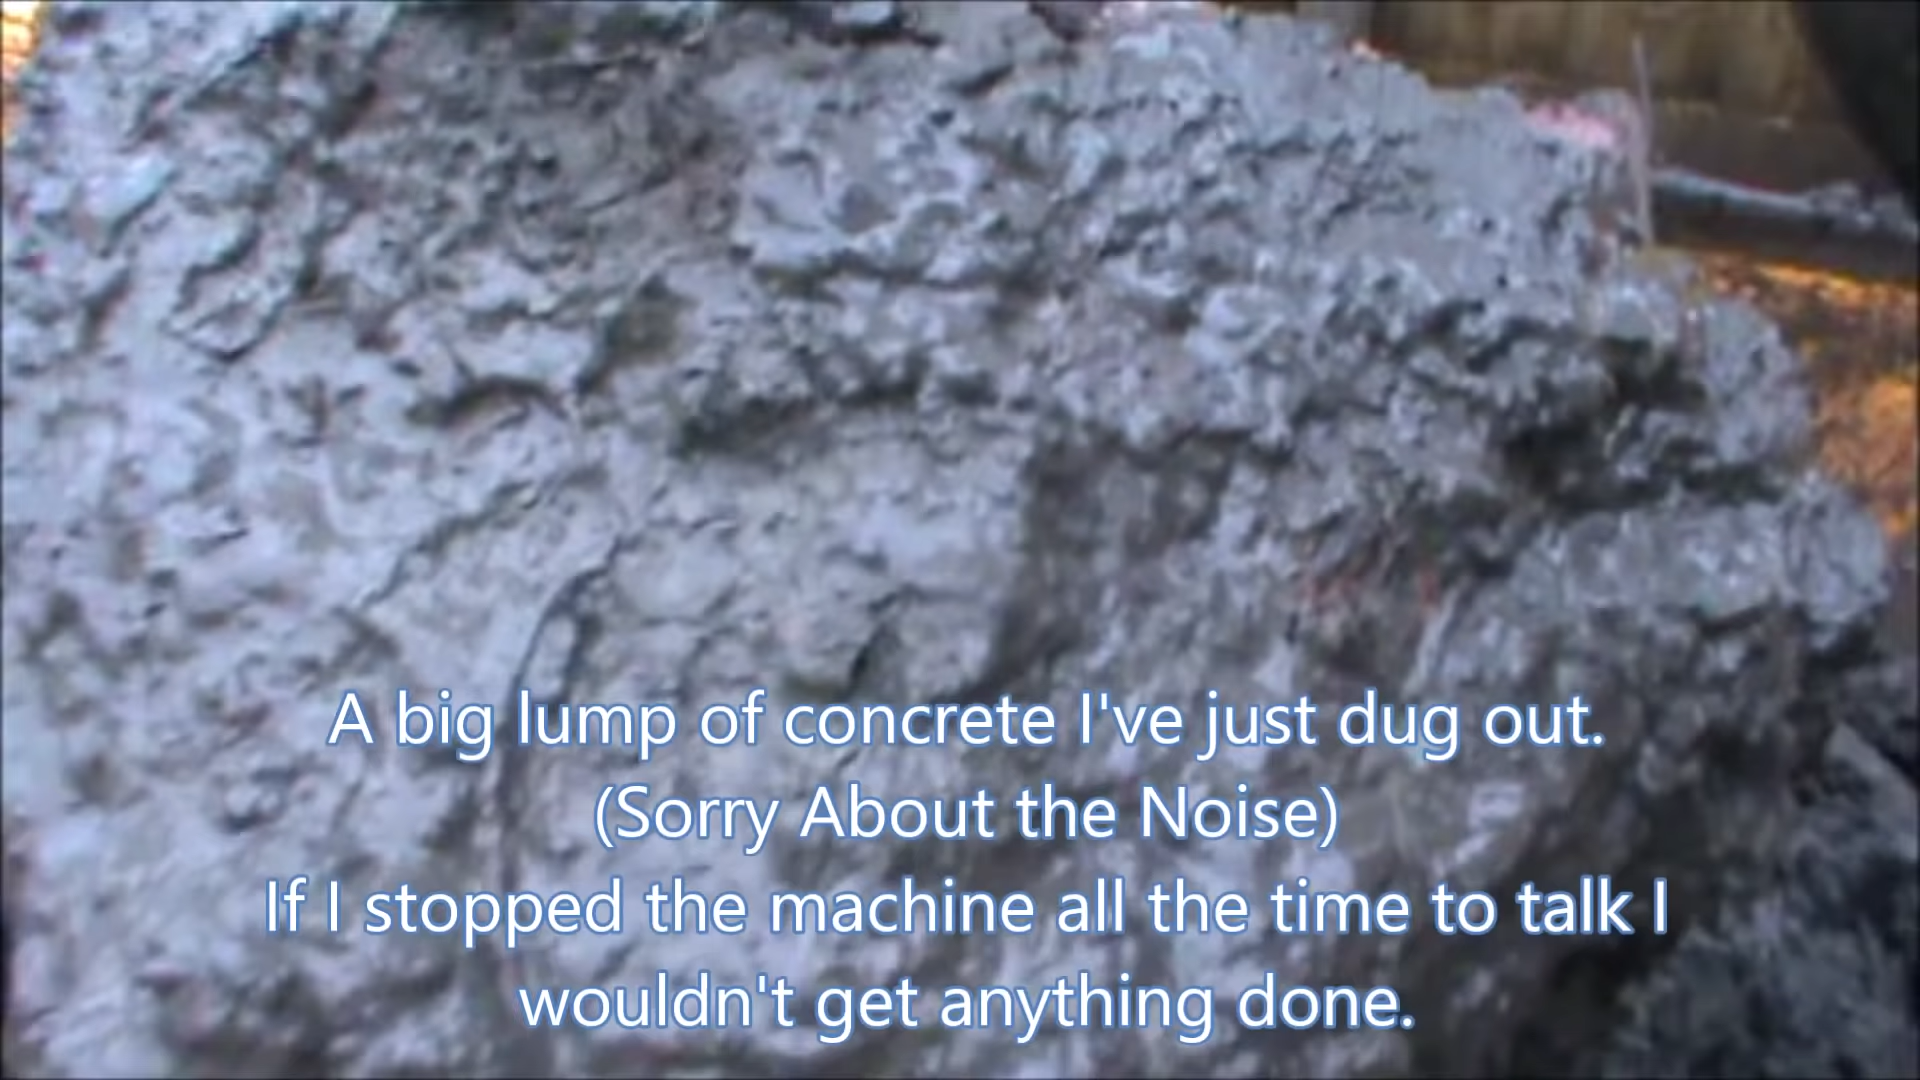 A big lump of concrete I've just dug out.
(Sorry About the Noise)
If I stopped the machine all the time to talk I
wouldn't get anything done.